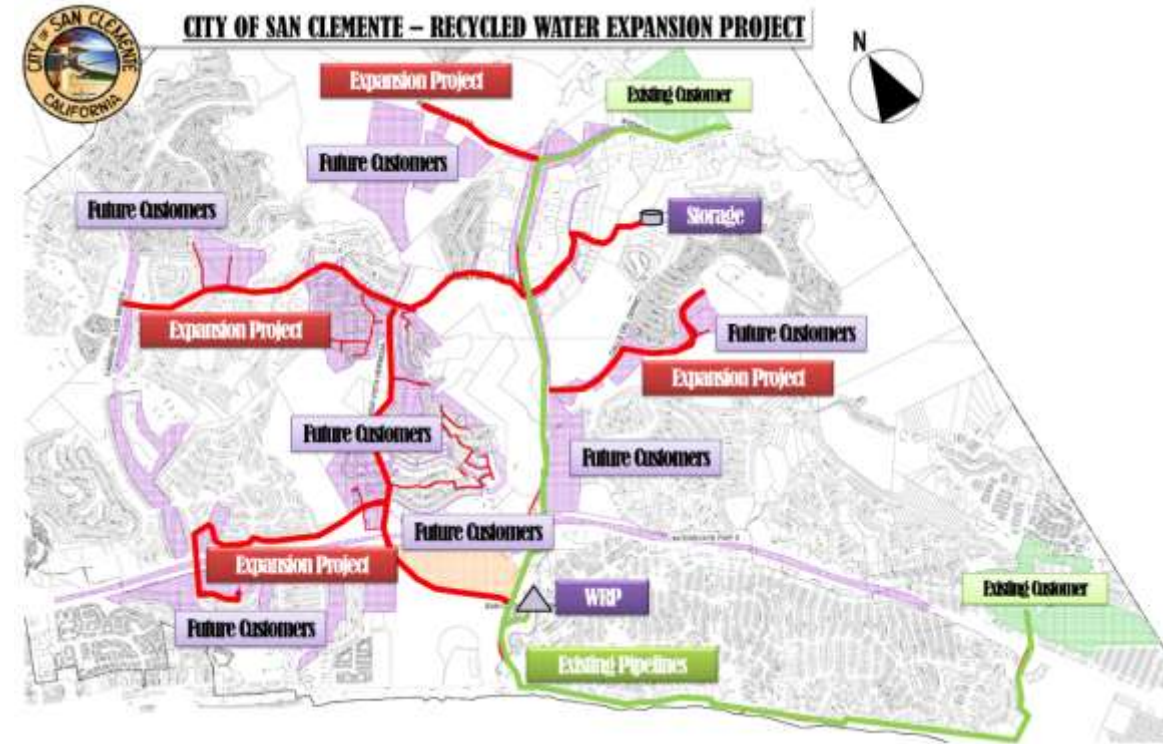 CITY OF SAN CLEMENTE – RECYCLED WATER EXPANSION PROJECT
CITY OF SAN CLEMENTE
CALIFORNIA
N
Expansion Project
Existing Customer
Future Customers
Future Customers
Storage
Expansion Project
Future Customers
Expansion Project
Future Customers
Future Customers
Future Customers
Expansion Project
WRP
Existing Customer
Future Customers
Existing Pipelines